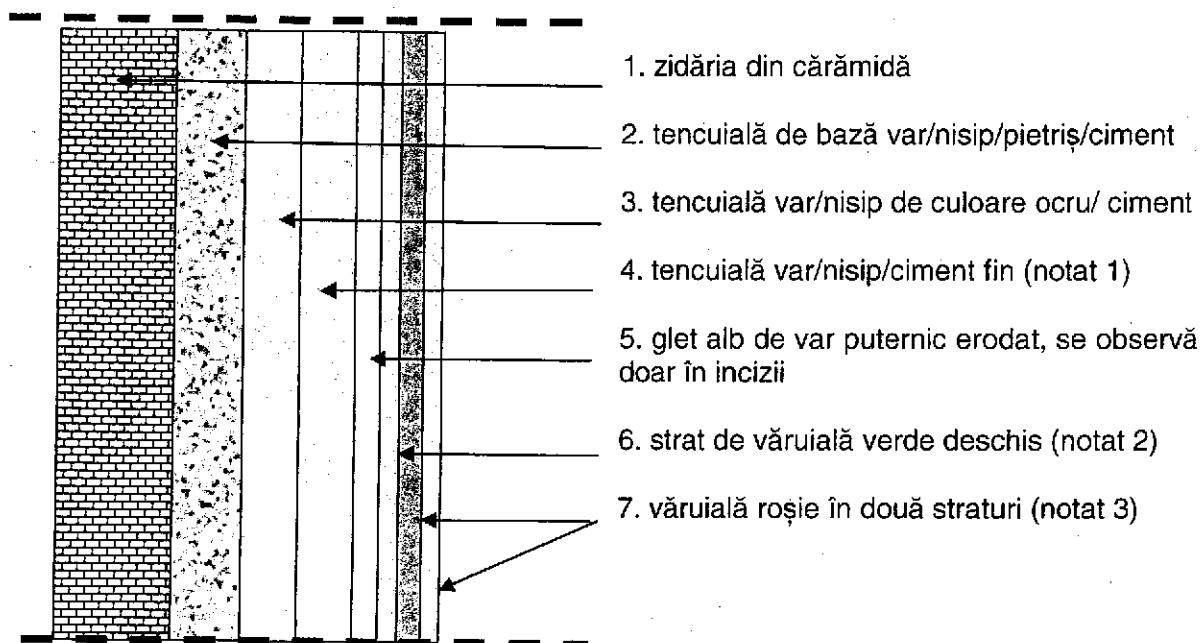 1. zidăria din cărămidă
2. tencuială de bază var/nisip/pietriș/ciment
3. tencuială var/nisip de culoare ocru/ ciment
4. tencuială var/nisip/ciment fin (notat 1)
5. glet alb de var puternic erodat, se observă
doar în incizii
6. strat de văruială verde deschis (notat 2)
7. văruială roșie în două straturi (notat 3)